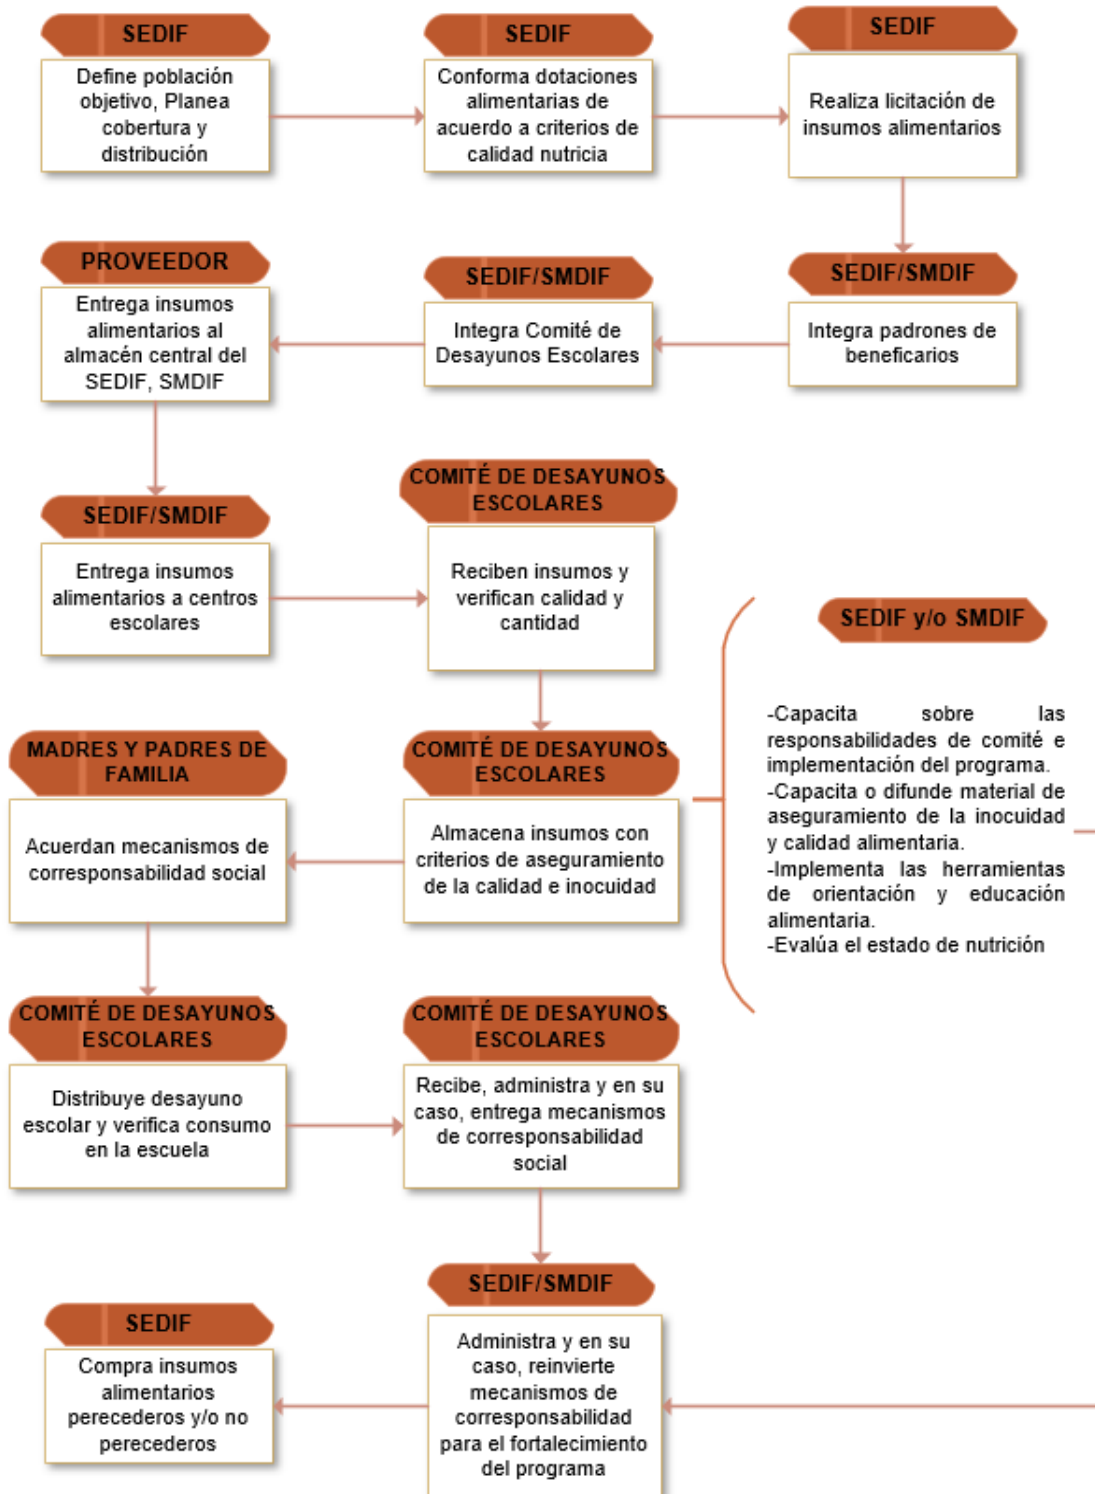 SEDIF
Define población
objetivo, Planea
cobertura y
distribución
SEDIF
Conforma dotaciones
alimentarias de
acuerdo a criterios de
calidad nutricia
SEDIF
Realiza licitación de
insumos alimentarios
SEDIF/SMDIF
Integra padrones de
beneficarios
SEDIF/SMDIF
Integra Comité de
Desayunos Escolares
PROVEEDOR
Entrega insumos
alimentarios al
almacén central del
SEDIF, SMDIF
SEDIF/SMDIF
Entrega insumos
alimentarios a centros
escolares
COMITÉ DE DESAYUNOS
ESCOLARES
Reciben insumos y
verifican calidad y
cantidad
COMITÉ DE DESAYUNOS
ESCOLARES
Almacena insumos con
criterios de aseguramiento
de la calidad e inocuidad
SEDIF y/o SMDIF
-Capacita sobre las
responsabilidades de comité e
implementación del programa.
-Capacita o difunde material de
aseguramiento de la inocuidad
y calidad alimentaria.
-Implementa las herramientas
de orientación y educación
alimentaria.
-Evalúa el estado de nutrición
MADRES Y PADRES DE
FAMILIA
Acuerdan mecanismos de
corresponsabilidad social
COMITÉ DE DESAYUNOS
ESCOLARES
Distribuye desayuno
escolar y verifica consumo
en la escuela
COMITÉ DE DESAYUNOS
ESCOLARES
Recibe, administra y en su
caso, entrega mecanismos
de corresponsabilidad
social
SEDIF/SMDIF
Administra y en su
caso, reinvierte
mecanismos de
corresponsabilidad
para el fortalecimiento
del programa
SEDIF
Compra insumos
alimentarios
perecederos y/o no
perecederos